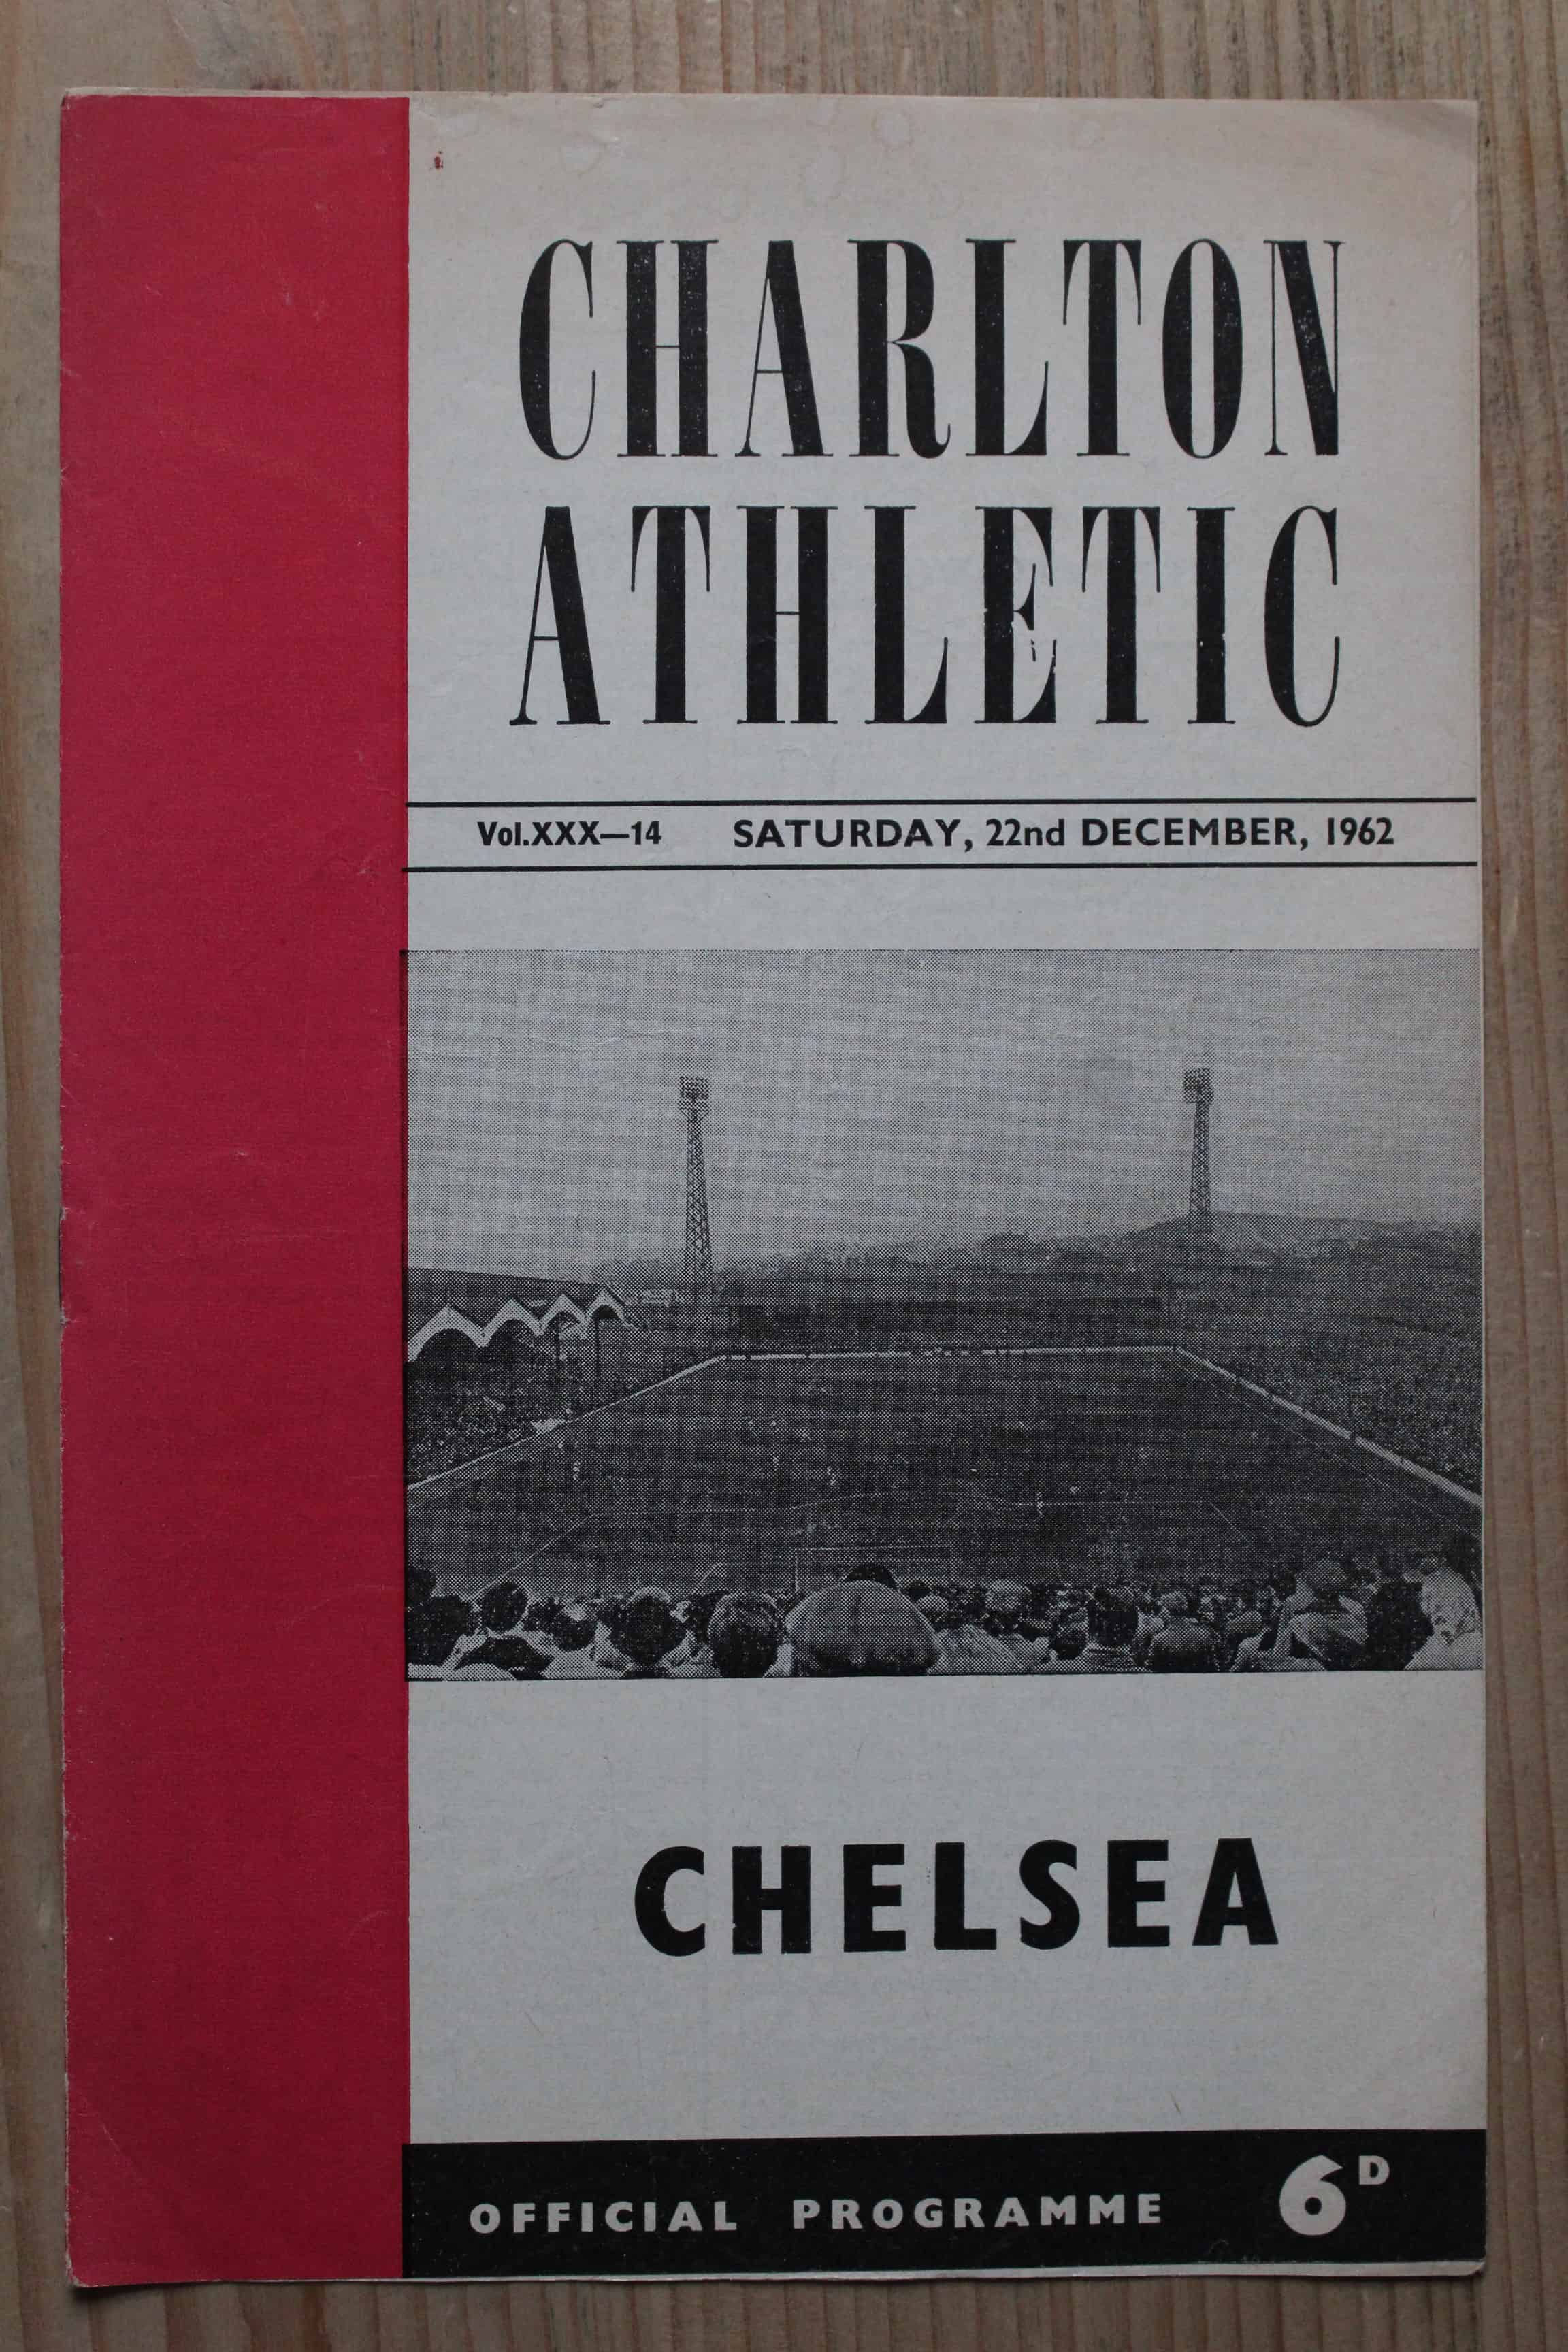 CHARLTON
ATHLETIC
Vol.XXX—14 SATURDAY, 22nd DECEMBER, 1962
CHELSEA
OFFICIAL PROGRAMME 6D